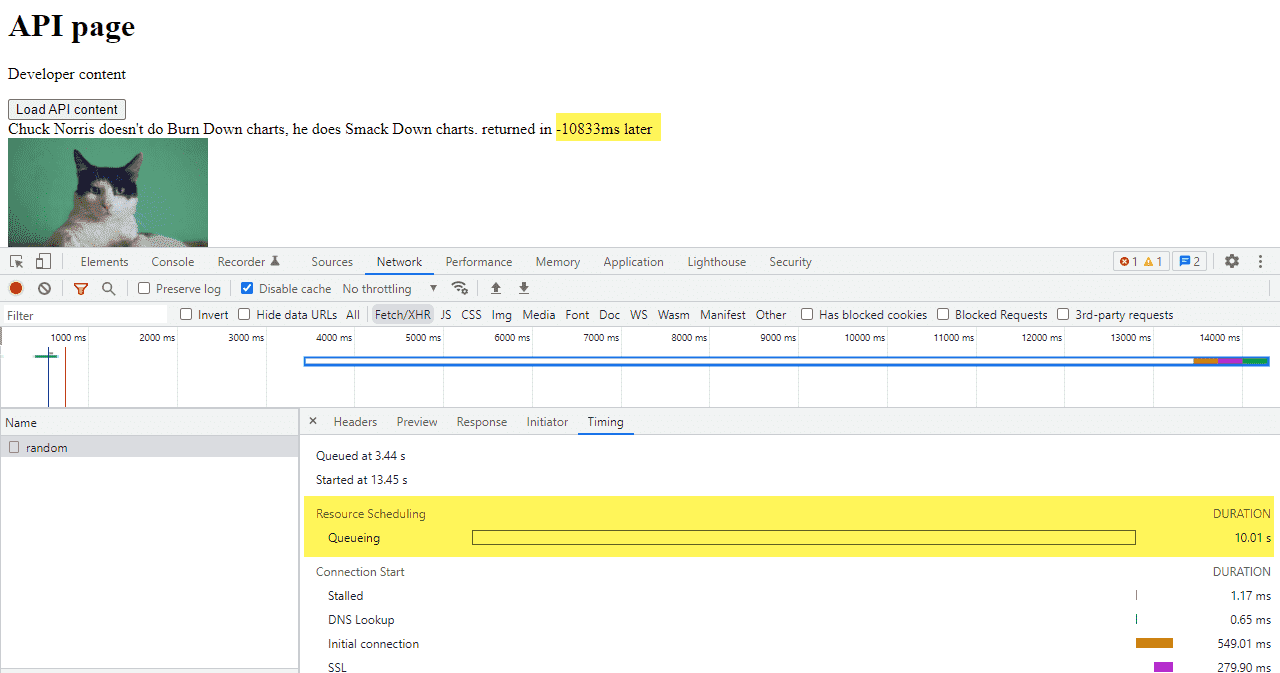 API page
Developer content
Load API content
Chuck Norris doesn't do Burn Down charts, he does Smack Down charts. returned in -10833ms later
Elements Console Recorder Sources Network Performance Memory Application Lighthouse Security 1 1 2
Preserve log Disable cache No throttling
Filter Invert Hide data URLs All Fetch/XHR JS CSS Img Media Font Doc WS Wasm Manifest Other Has blocked cookies Blocked Requests 3rd-party requests
1000 ms 2000 ms 3000 ms 4000 ms 5000 ms 6000 ms 7000 ms 8000 ms 9000 ms 10000 ms 11000 ms 12000 ms 13000 ms 14000 ms
Name × Headers Preview Response Initiator Timing
random
Queued at 3.44 s
Started at 13.45 s
Resource Scheduling DURATION
Queueing 10.01 s
Connection Start DURATION
Stalled 1.17 ms
DNS Lookup 0.65 ms
Initial connection 549.01 ms
SSL 279.90 ms